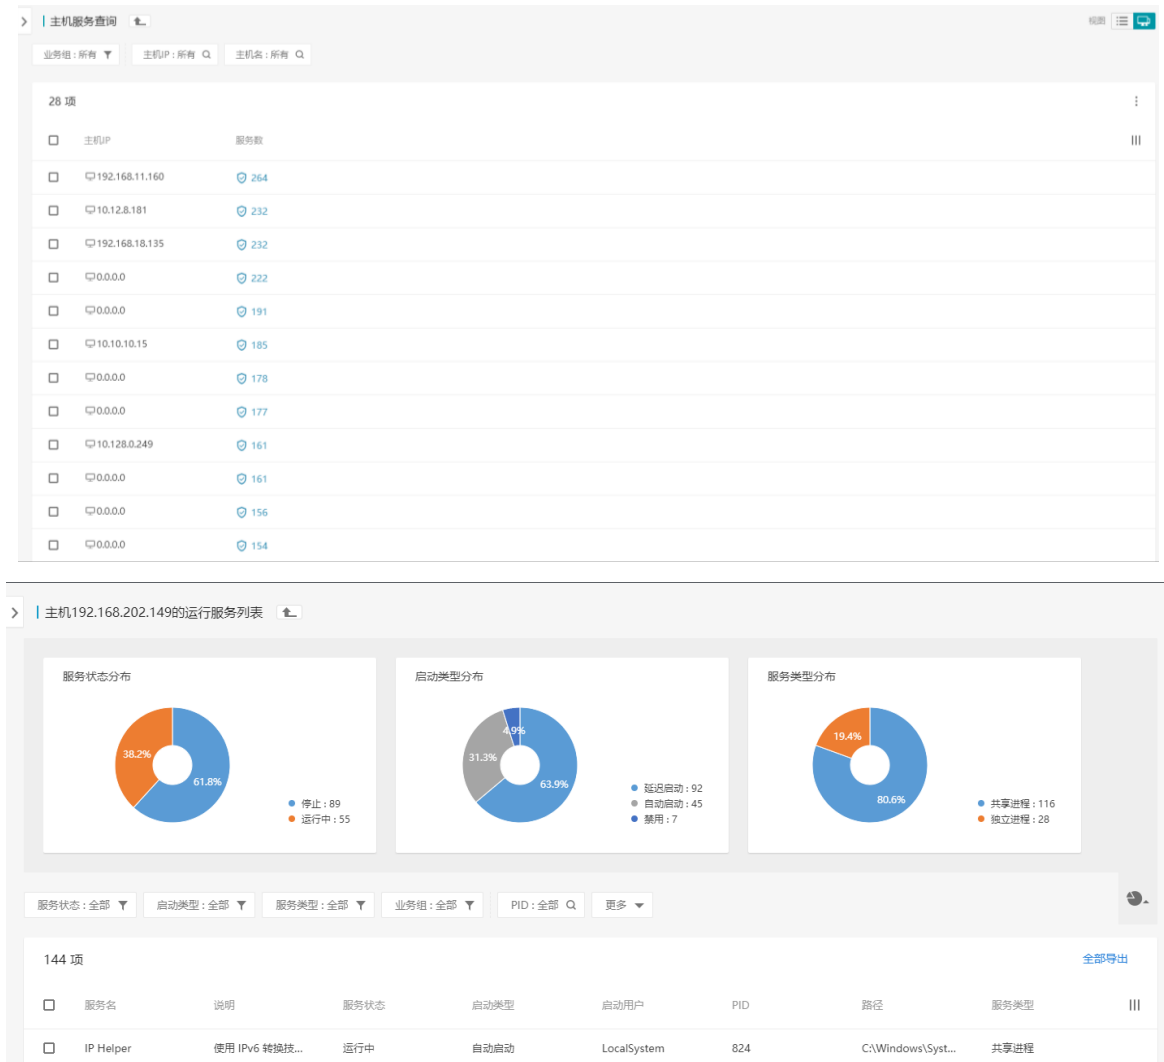 主机服务查询
视图
业务组 : 所有 主机IP : 所有 主机名 : 所有
28 项
主机IP 服务数
192.168.11.160 264
10.12.8.181 232
192.168.18.135 232
0.0.0.0 222
0.0.0.0 191
10.10.10.15 185
0.0.0.0 178
0.0.0.0 177
10.128.0.249 161
0.0.0.0 161
0.0.0.0 156
0.0.0.0 154
主机192.168.202.149的运行服务列表
服务状态分布
38.2%
61.8%
停止 : 89
运行中 : 55
启动类型分布
4.9%
31.3%
63.9%
延迟启动 : 92
自动启动 : 45
禁用 : 7
服务类型分布
19.4%
80.6%
共享进程 : 116
独立进程 : 28
服务状态 : 全部 启动类型 : 全部 服务类型 : 全部 业务组 : 全部 PID : 全部 更多
144 项 全部导出
服务名 说明 服务状态 启动类型 启动用户 PID 路径 服务类型
IP Helper 使用 IPv6 转换技... 运行中 自动启动 LocalSystem 824 C:\Windows\Syst... 共享进程